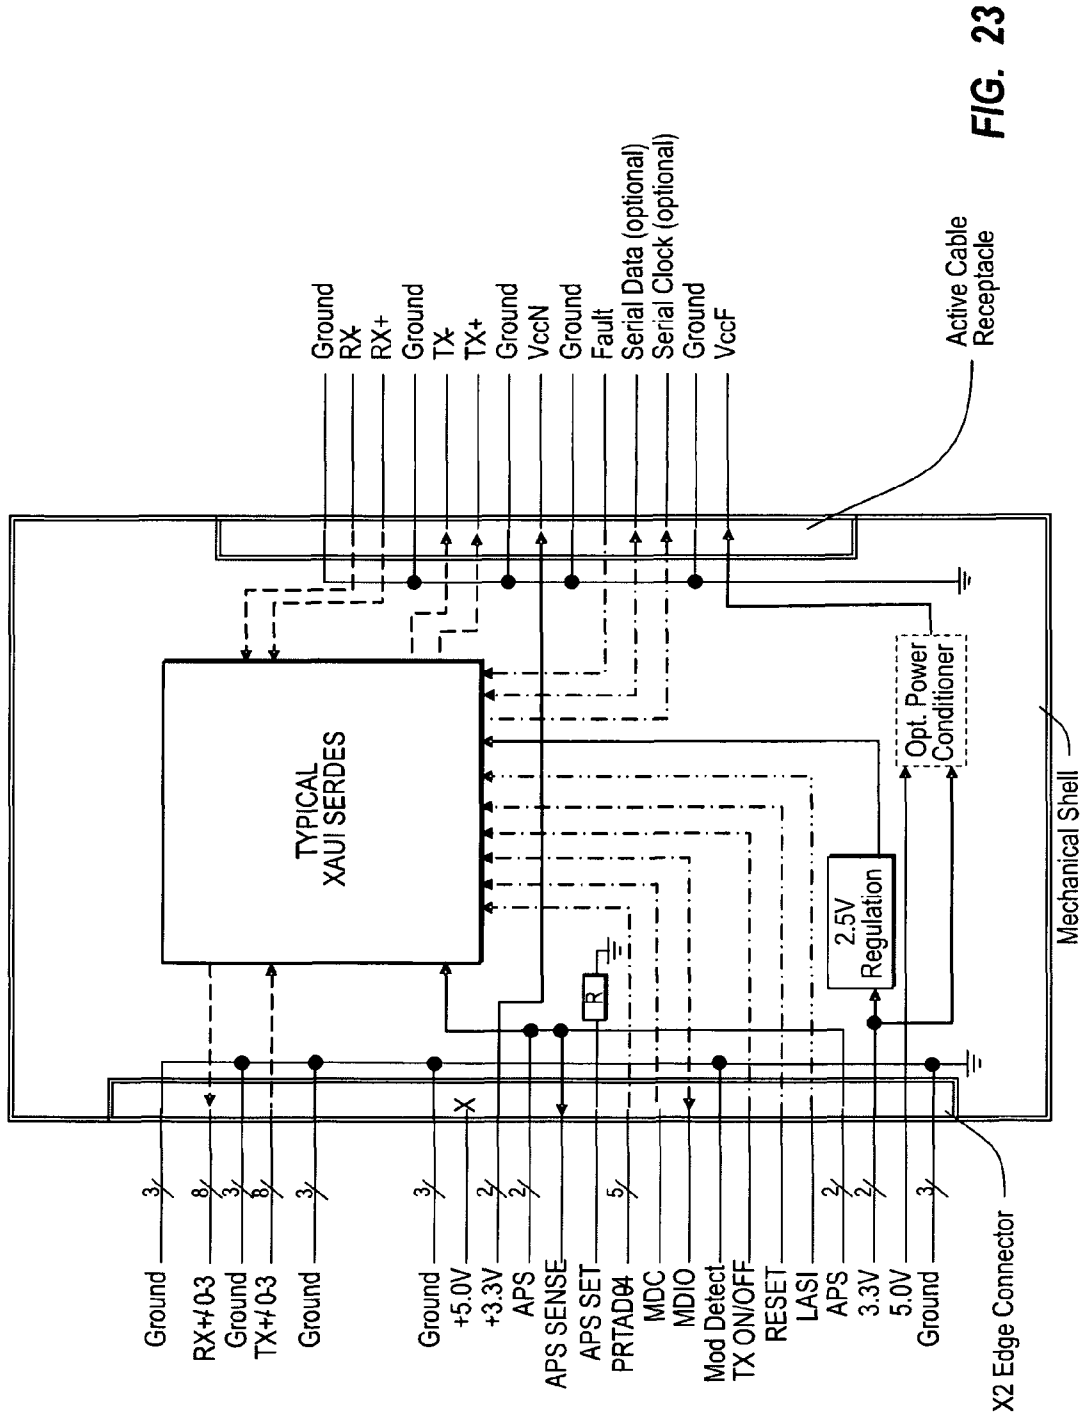 Ground
RX-
RX+
Ground
TX-
TX+
Ground
VccN
Ground
Fault
Serial Data (optional)
Serial Clock (optional)
Ground
VccF
Active Cable
Receptacle
FIG. 23
TYPICAL
XAUI SERDES
Opt. Power
Conditioner
2.5V
Regulation
R
X
Mechanical Shell
3
8
3
8
3
3
2
2
5
2
2
3
Ground
RX+/-0-3
Ground
TX+/-0-3
Ground
Ground
+5.0V
+3.3V
APS
APS SENSE
APS SET
PRTAD04
MDC
MDIO
Mod Detect
TX ON/OFF
RESET
LASI
APS
3.3V
5.0V
Ground
X2 Edge Connector